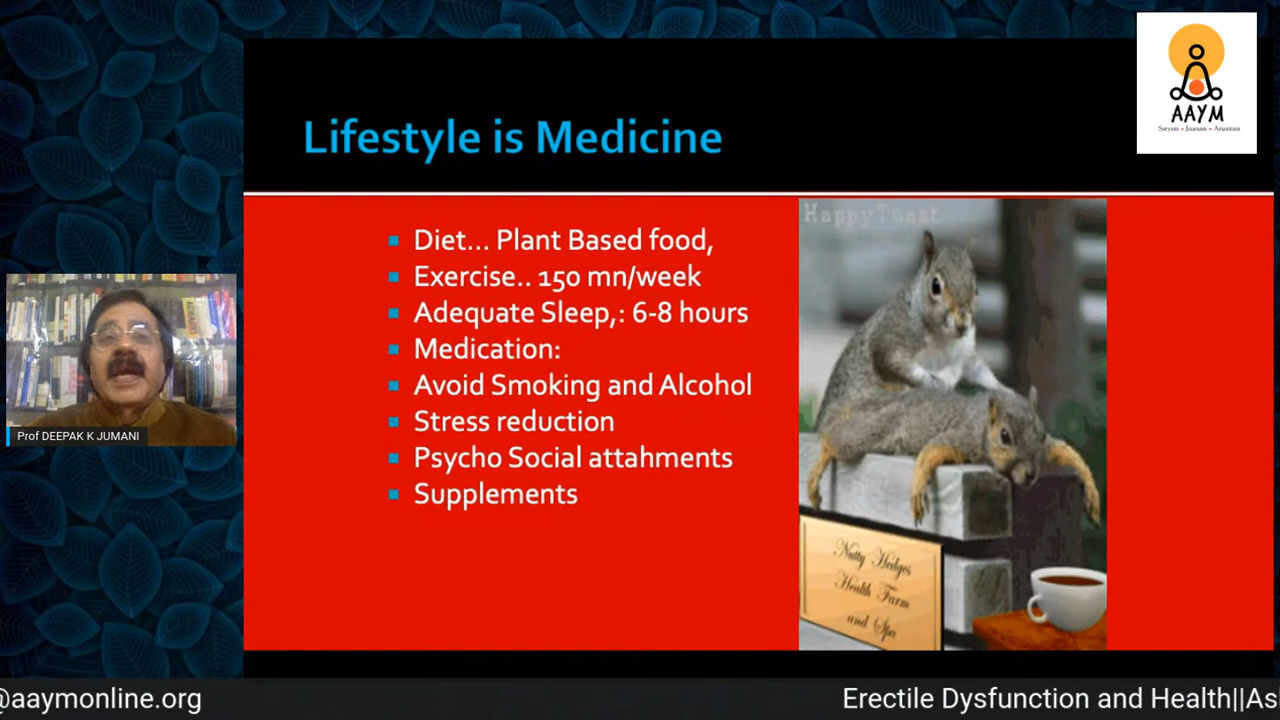 AAYM
Satyam • Jnanam • Anantam
Lifestyle is Medicine
HappyToast
Diet... Plant Based food,
Exercise.. 150 mn/week
Adequate Sleep,: 6-8 hours
Medication:
Avoid Smoking and Alcohol
Stress reduction
Psycho Social attahments
Supplements
Nutty Hedges
Health Farm
and Spa
Prof DEEPAK K JUMANI
@aaymonline.org
Erectile Dysfunction and Health||As